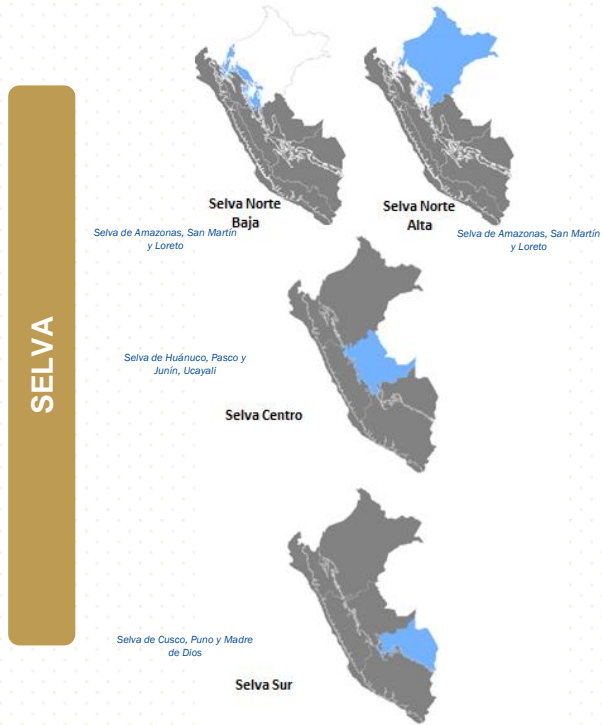 SELVA
Selva Norte
Baja
Selva de Amazonas, San Martín
y Loreto
Selva Norte
Alta
Selva de Amazonas, San Martín
y Loreto
Selva de Huánuco, Pasco y
Junín, Ucayali
Selva Centro
Selva de Cusco, Puno y Madre
de Dios
Selva Sur